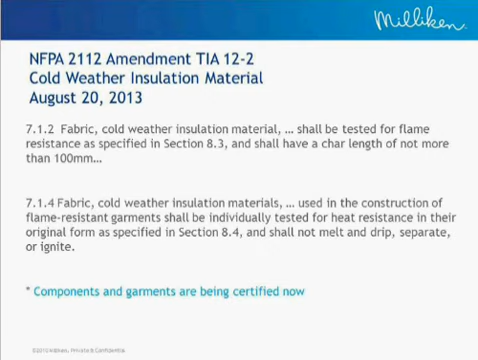 Milliken.
NFPA 2112 Amendment TIA 12-2
Cold Weather Insulation Material
August 20, 2013
7.1.2 Fabric, cold weather insulation material, … shall be tested for flame
resistance as specified in Section 8.3, and shall have a char length of not more
than 100mm…
7.1.4 Fabric, cold weather insulation materials, … used in the construction of
flame-resistant garments shall be individually tested for heat resistance in their
original form as specified in Section 8.4, and shall not melt and drip, separate,
or ignite.
* Components and garments are being certified now
Milliken, Private & Confidential